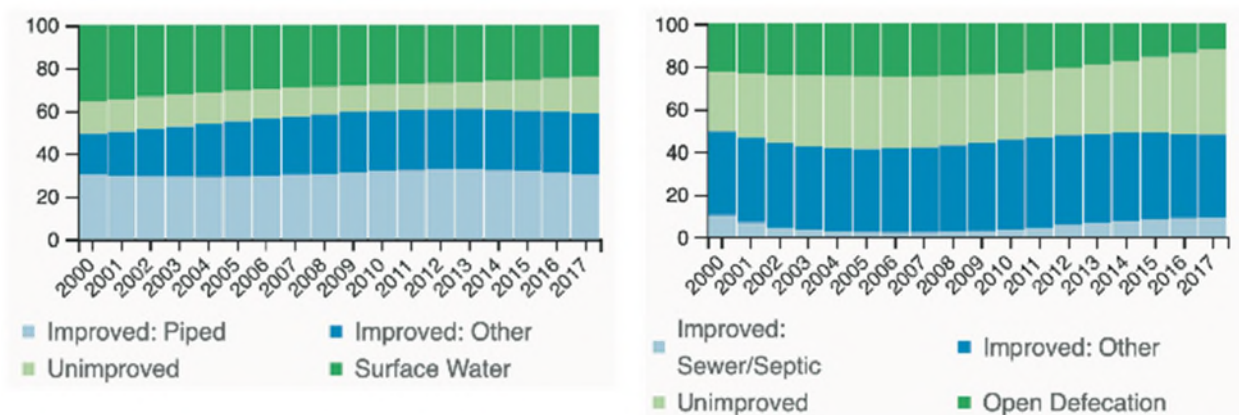 100
80
60
40
20
0
2000 2001 2002 2003 2004 2005 2006 2007 2008 2009 2010 2011 2012 2013 2014 2015 2016 2017
Improved: Piped Improved: Other
Unimproved Surface Water
100
80
60
40
20
0
2000 2001 2002 2003 2004 2005 2006 2007 2008 2009 2010 2011 2012 2013 2014 2015 2016 2017
Improved:
Sewer/Septic Improved: Other
Unimproved Open Defecation